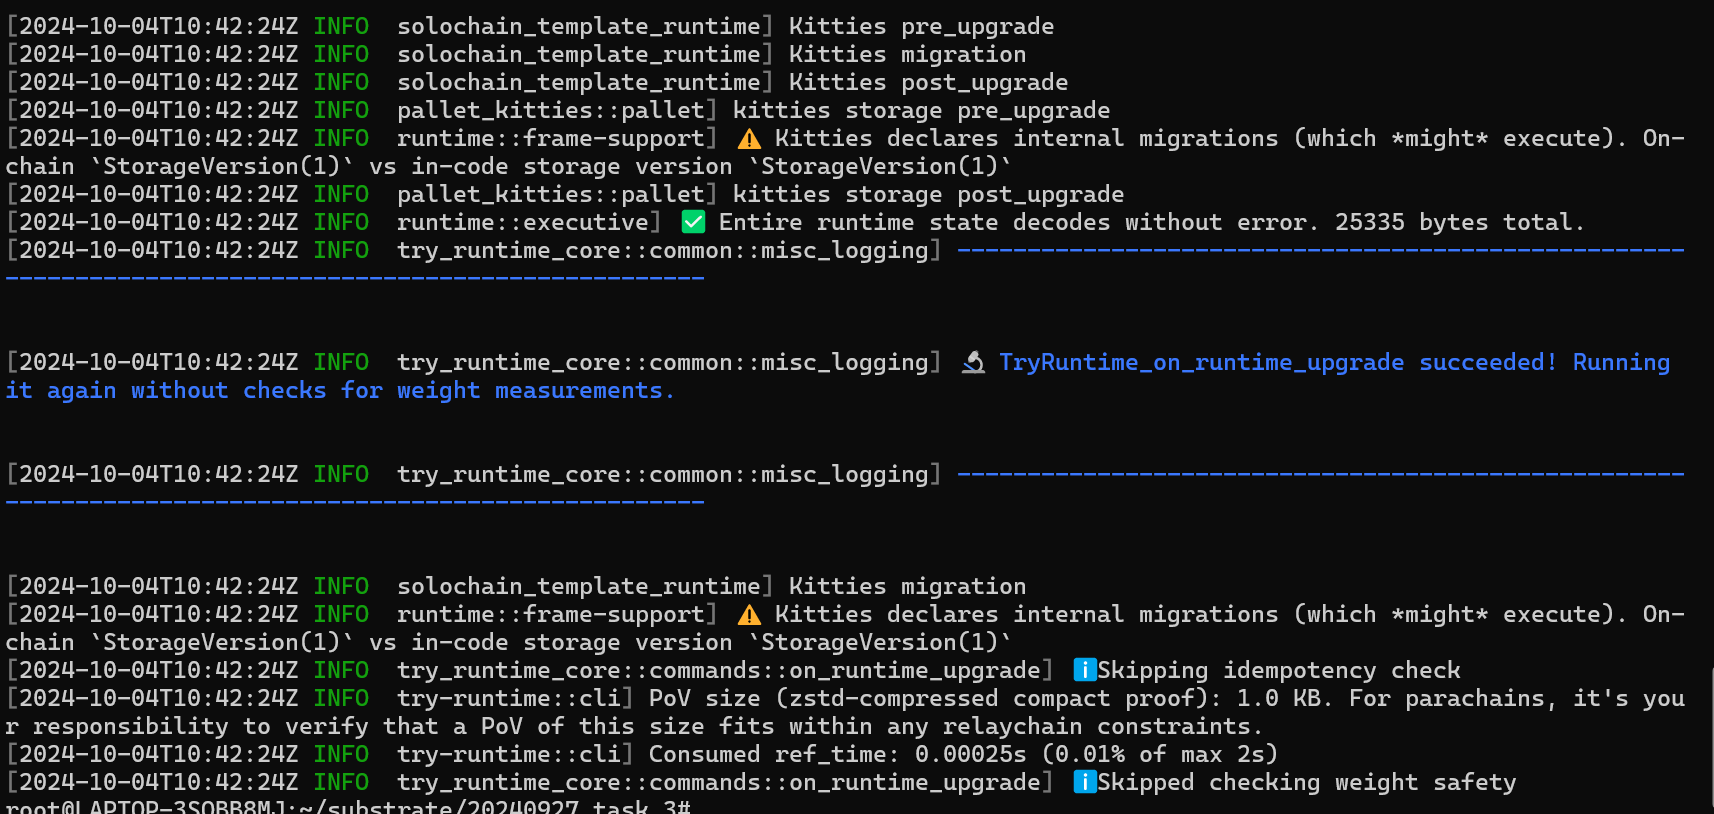 [2024-10-04T10:42:24Z INFO  solochain_template_runtime] Kitties pre_upgrade
[2024-10-04T10:42:24Z INFO  solochain_template_runtime] Kitties migration
[2024-10-04T10:42:24Z INFO  solochain_template_runtime] Kitties post_upgrade
[2024-10-04T10:42:24Z INFO  pallet_kitties::pallet] kitties storage pre_upgrade
[2024-10-04T10:42:24Z INFO  runtime::frame-support] ⚠️ Kitties declares internal migrations (which *might* execute). On-
chain `StorageVersion(1)` vs in-code storage version `StorageVersion(1)`
[2024-10-04T10:42:24Z INFO  pallet_kitties::pallet] kitties storage post_upgrade
[2024-10-04T10:42:24Z INFO  runtime::executive] ✅ Entire runtime state decodes without error. 25335 bytes total.
[2024-10-04T10:42:24Z INFO  try_runtime_core::common::misc_logging] ----------------------------------------------------
--------------------------------------------------
[2024-10-04T10:42:24Z INFO  try_runtime_core::common::misc_logging] 🔬 TryRuntime_on_runtime_upgrade succeeded! Running
it again without checks for weight measurements.
[2024-10-04T10:42:24Z INFO  try_runtime_core::common::misc_logging] ----------------------------------------------------
--------------------------------------------------
[2024-10-04T10:42:24Z INFO  solochain_template_runtime] Kitties migration
[2024-10-04T10:42:24Z INFO  runtime::frame-support] ⚠️ Kitties declares internal migrations (which *might* execute). On-
chain `StorageVersion(1)` vs in-code storage version `StorageVersion(1)`
[2024-10-04T10:42:24Z INFO  try_runtime_core::commands::on_runtime_upgrade] ℹ️Skipping idempotency check
[2024-10-04T10:42:24Z INFO  try-runtime::cli] PoV size (zstd-compressed compact proof): 1.0 KB. For parachains, it's you
r responsibility to verify that a PoV of this size fits within any relaychain constraints.
[2024-10-04T10:42:24Z INFO  try-runtime::cli] Consumed ref_time: 0.00025s (0.01% of max 2s)
[2024-10-04T10:42:24Z INFO  try_runtime_core::commands::on_runtime_upgrade] ℹ️Skipped checking weight safety
root@LAPTOP-3SOBB8MJ:~/substrate/20240927_task_3#